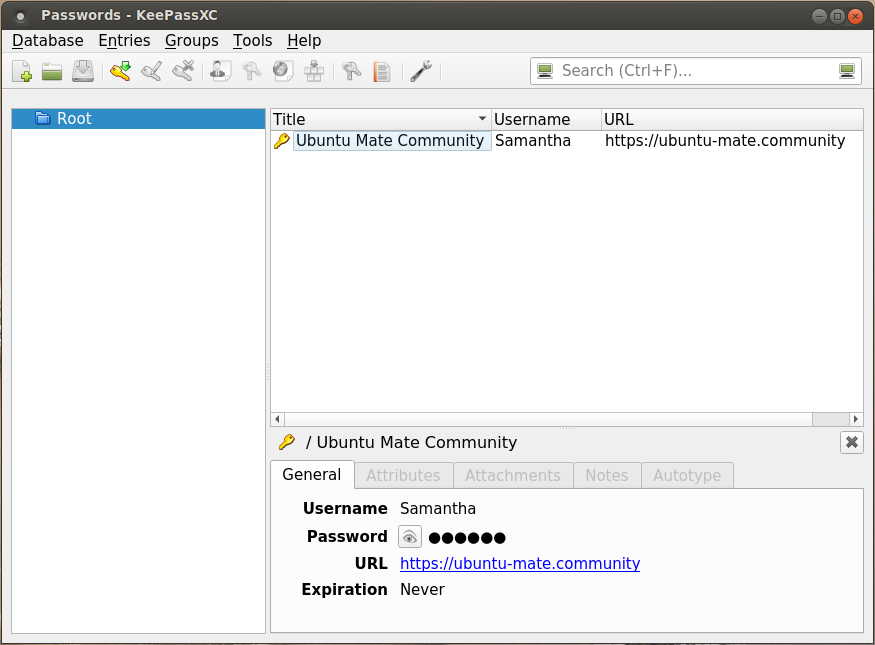 Passwords - KeePassXC
Database Entries Groups Tools Help
Search (Ctrl+F)...
Root
Title Username URL
Ubuntu Mate Community Samantha https://ubuntu-mate.community
/ Ubuntu Mate Community
General Attributes Attachments Notes Autotype
Username Samantha
Password ●●●●●●
URL https://ubuntu-mate.community
Expiration Never